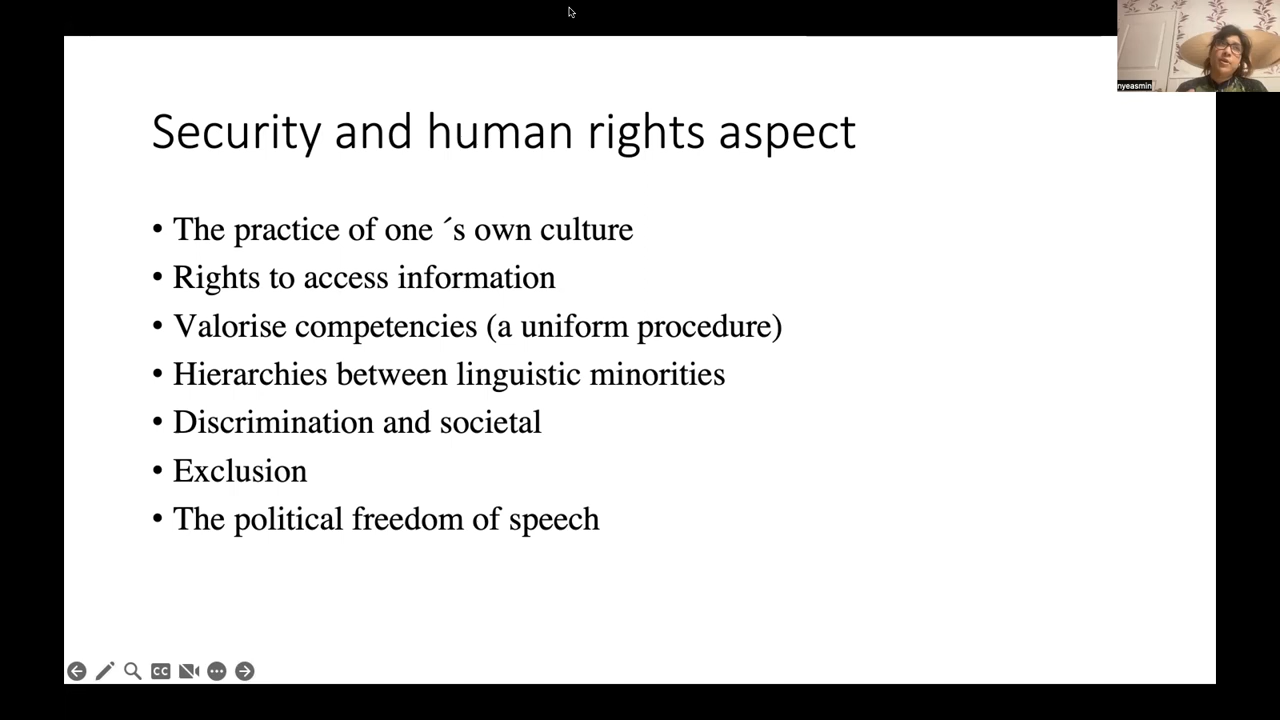 nyeasmin
Security and human rights aspect
• The practice of one ´s own culture
• Rights to access information
• Valorise competencies (a uniform procedure)
• Hierarchies between linguistic minorities
• Discrimination and societal
• Exclusion
• The political freedom of speech
CC